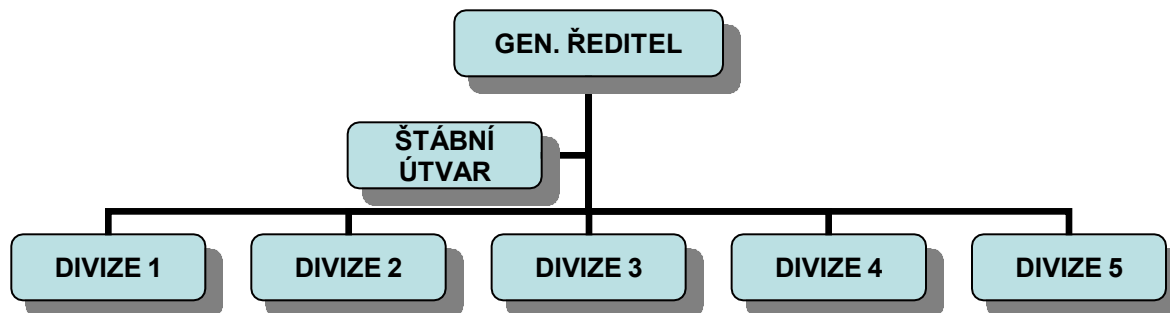 GEN. ŘEDITEL
ŠTÁBNÍ
ÚTVAR
DIVIZE 1
DIVIZE 2
DIVIZE 3
DIVIZE 4
DIVIZE 5